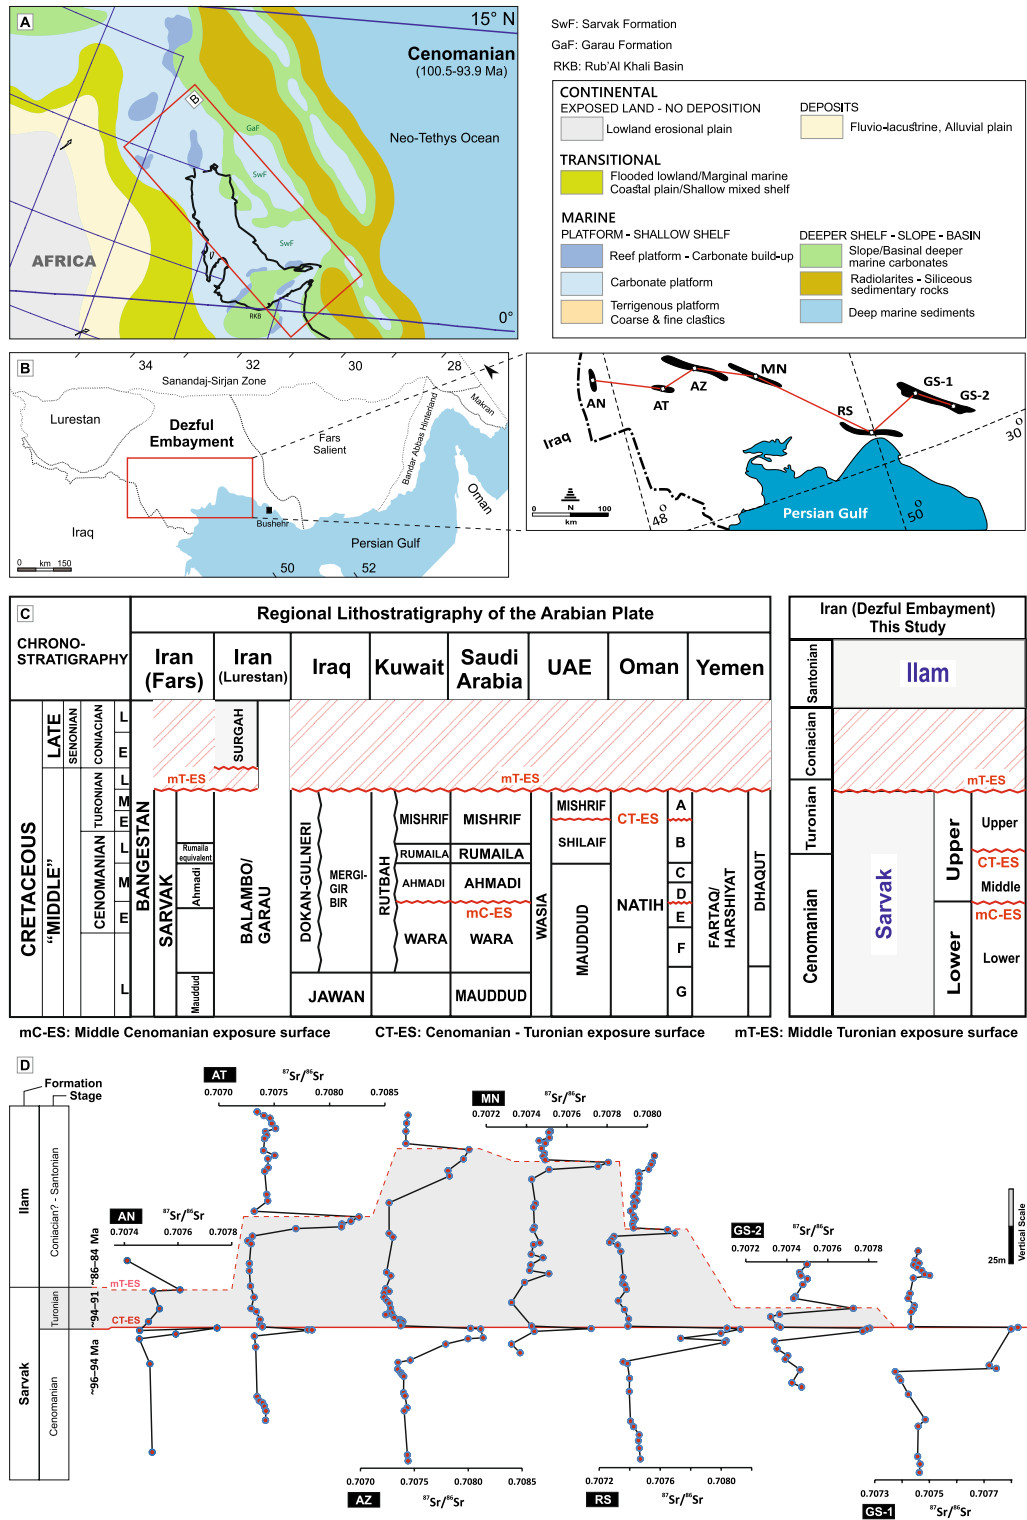 A
15° N
Cenomanian
(100.5-93.9 Ma)
B
GaF
Neo-Tethys Ocean
SwF
SwF
AFRICA
RKB
0°
SwF: Sarvak Formation
GaF: Garau Formation
RKB: Rub'Al Khali Basin
CONTINENTAL
EXPOSED LAND - NO DEPOSITION
DEPOSITS
Lowland erosional plain
Fluvio-lacustrine, Alluvial plain
TRANSITIONAL
Flooded lowland/Marginal marine
Coastal plain/Shallow mixed shelf
MARINE
PLATFORM - SHALLOW SHELF
DEEPER SHELF - SLOPE - BASIN
Reef platform - Carbonate build-up
Slope/Basinal deeper
marine carbonates
Carbonate platform
Radiolarites - Siliceous
sedimentary rocks
Terrigenous platform
Coarse & fine clastics
Deep marine sediments
B
34
32
30
28
Sanandaj-Sirjan Zone
Makran
Lurestan
Dezful
Embayment
Fars
Salient
Bandar Abbas Hinterland
Oman
Bushehr
Iraq
Persian Gulf
0 km 150
50
52
AN
AT
AZ
MN
RS
GS-1
GS-2
Iraq
30°
N
0 km 100
48°
50°
Persian Gulf
C
CHRONO-
STRATIGRAPHY
Regional Lithostratigraphy of the Arabian Plate
Iran
(Fars)
Iran
(Lurestan)
Iraq
Kuwait
Saudi
Arabia
UAE
Oman
Yemen
CRETACEOUS
LATE
"MIDDLE"
SENONIAN
CONIACIAN
TURONIAN
CENOMANIAN
L
E
L
M
E
L
M
E
L
BANGESTAN
SARVAK
mT-ES
Rumaila
equivalent
Ahmadi
Mauddud
SURGAH
BALAMBO/
GARAU
mT-ES
DOKAN-GULNERI
MERGI-
GIR
BIR
JAWAN
RUTBAH
MISHRIF
RUMAILA
AHMADI
WARA
MISHRIF
RUMAILA
AHMADI
mC-ES
WARA
MAUDDUD
WASIA
MISHRIF
SHILAIF
MAUDDUD
CT-ES
NATIH
A
B
C
D
E
F
G
FARTAQ/
HARSHIYAT
DHAQUT
Iran (Dezful Embayment)
This Study
Santonian
Ilam
Coniacian
mT-ES
Turonian
Cenomanian
Sarvak
Upper
Lower
Upper
CT-ES
Middle
mC-ES
Lower
mC-ES: Middle Cenomanian exposure surface
CT-ES: Cenomanian - Turonian exposure surface
mT-ES: Middle Turonian exposure surface
D
Formation
Stage
Ilam
Sarvak
Coniacian? - Santonian
Turonian
Cenomanian
~86–84 Ma
~94–91
~96–94 Ma
mT-ES
CT-ES
AN
⁸⁷Sr/⁸⁶Sr
0.7074 0.7076 0.7078
AT
⁸⁷Sr/⁸⁶Sr
0.7070 0.7075 0.7080 0.7085
MN
⁸⁷Sr/⁸⁶Sr
0.7072 0.7074 0.7076 0.7078 0.7080
GS-2
⁸⁷Sr/⁸⁶Sr
0.7072 0.7074 0.7076 0.7078
25m
Vertical Scale
0.7070 0.7075 0.7080 0.7085
AZ
⁸⁷Sr/⁸⁶Sr
0.7072 0.7076 0.7080
RS
⁸⁷Sr/⁸⁶Sr
0.7073 0.7075 0.7077
GS-1
⁸⁷Sr/⁸⁶Sr